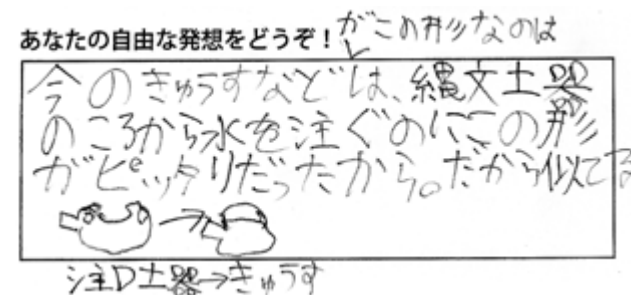 あなたの自由な発想をどうぞ！
がこの形なのは
今のきゅうすなどは、縄文土器
のころから水を注ぐのにこの形
がピッタリだったから。だから似てる
注口土器→きゅうす